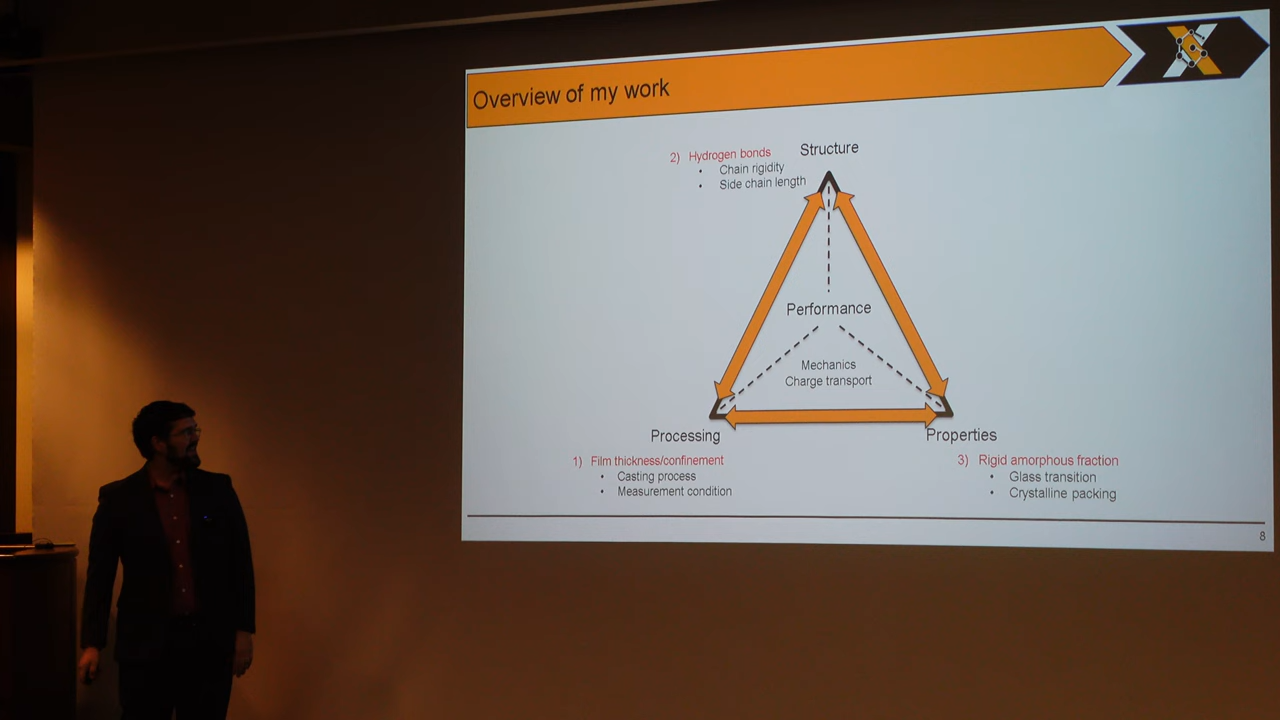 Overview of my work
2) Hydrogen bonds
• Chain rigidity
• Side chain length
Structure
Performance
Mechanics
Charge transport
Processing
1) Film thickness/confinement
• Casting process
• Measurement condition
Properties
3) Rigid amorphous fraction
• Glass transition
• Crystalline packing
8